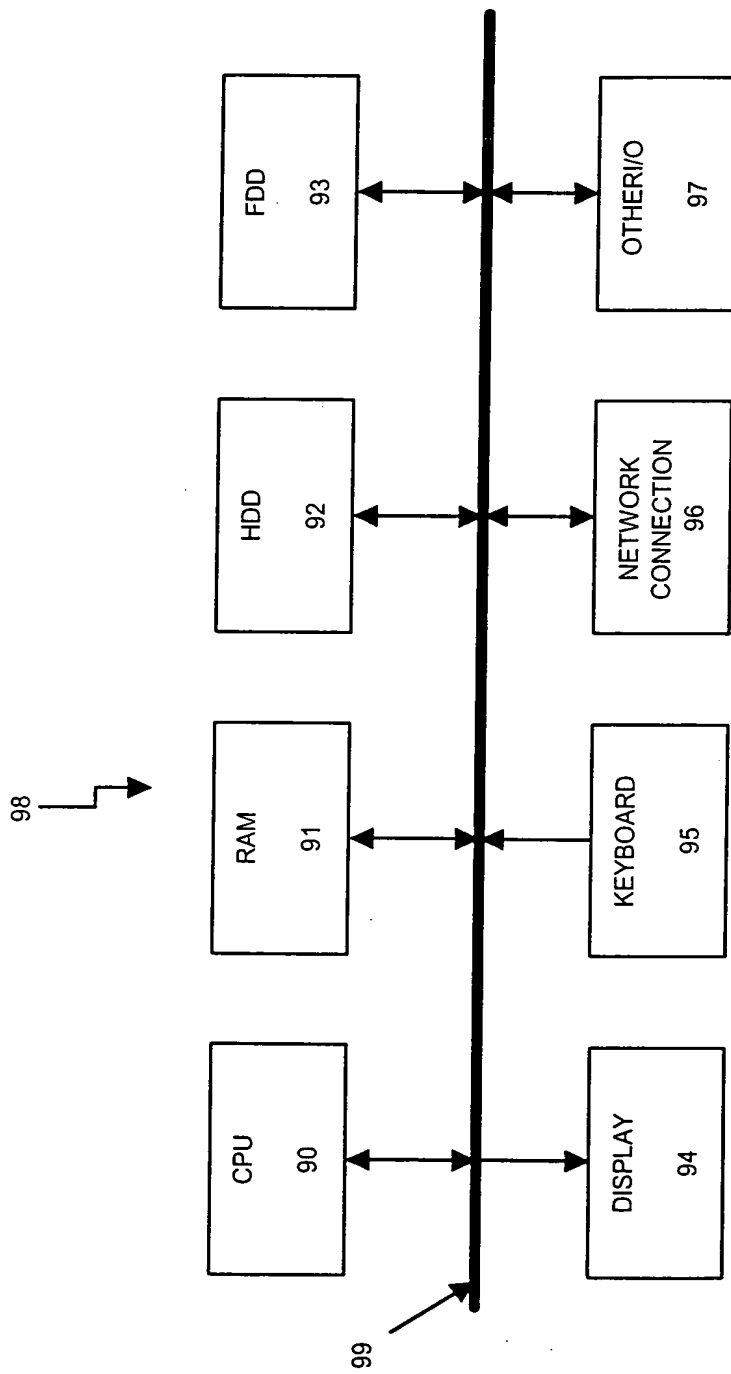 98
CPU
90
RAM
91
HDD
92
FDD
93
99
DISPLAY
94
KEYBOARD
95
NETWORK
CONNECTION
96
OTHERI/O
97